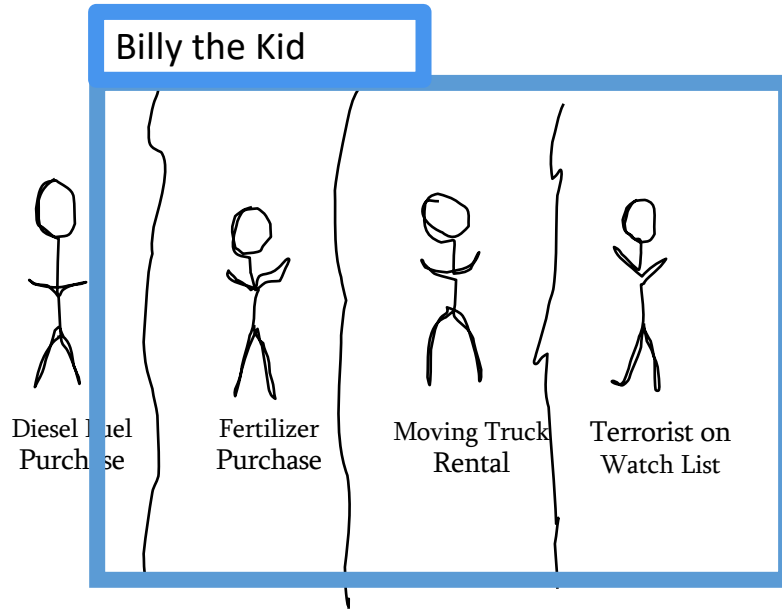 Billy the Kid
Diesel Fuel
Purchase
Fertilizer
Purchase
Moving Truck
Rental
Terrorist on
Watch List